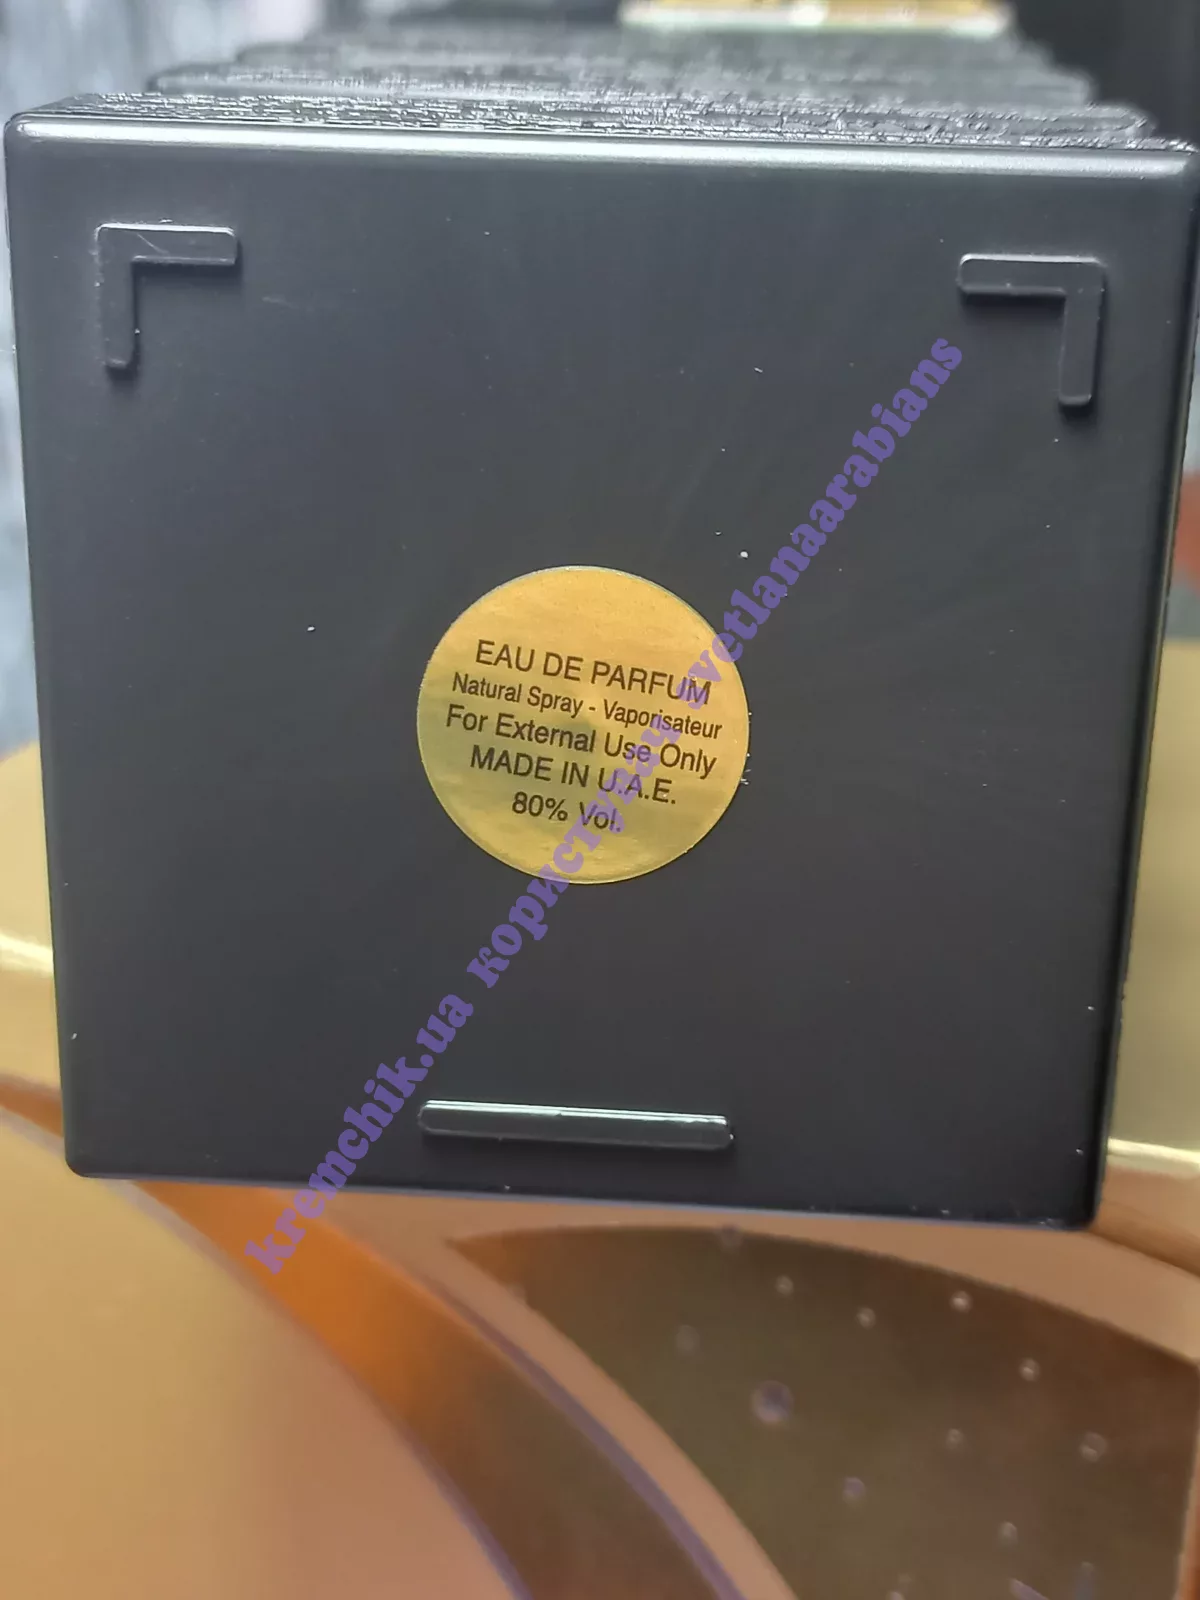 EAU DE PARFUM
Natural Spray - Vaporisateur
For External Use Only
MADE IN U.A.E.
80% Vol.
kremchik.ua користувач svetlanaarabians